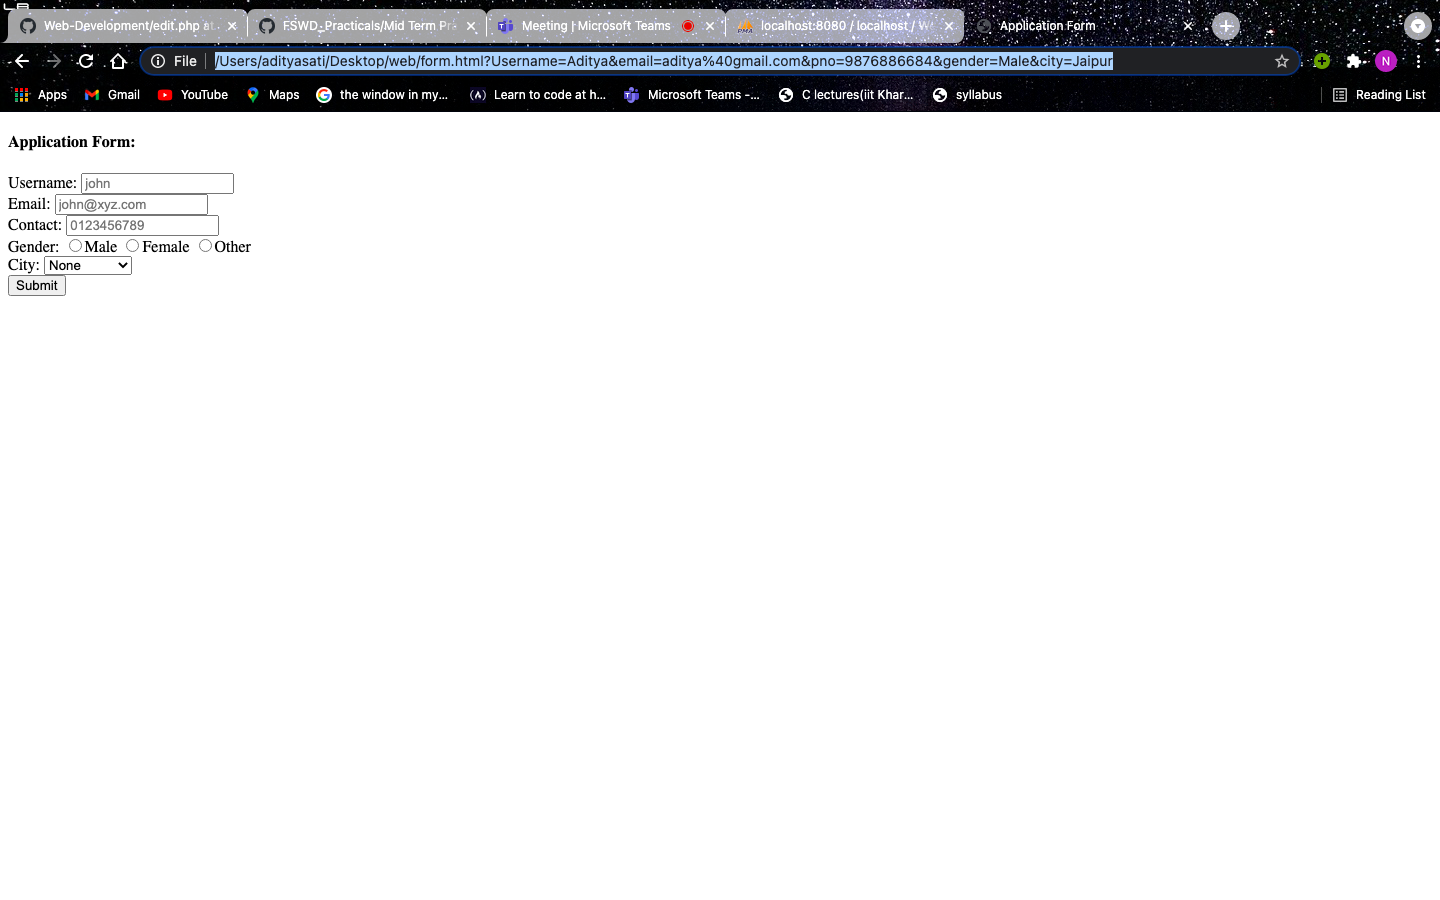 Web-Development/edit.php at
FSWD_Practicals/Mid Term Pra
Meeting | Microsoft Teams
localhost:8080 / localhost /
Application Form
File
/Users/adityasati/Desktop/web/form.html?Username=Aditya&email=aditya%40gmail.com&pno=9876886684&gender=Male&city=Jaipur
N
Apps
Gmail
YouTube
Maps
the window in my...
Learn to code at h...
Microsoft Teams -...
C lectures(iit Khar...
syllabus
Reading List
Application Form:
Username: john
Email: john@xyz.com
Contact: 0123456789
Gender: Male Female Other
City: None
Submit